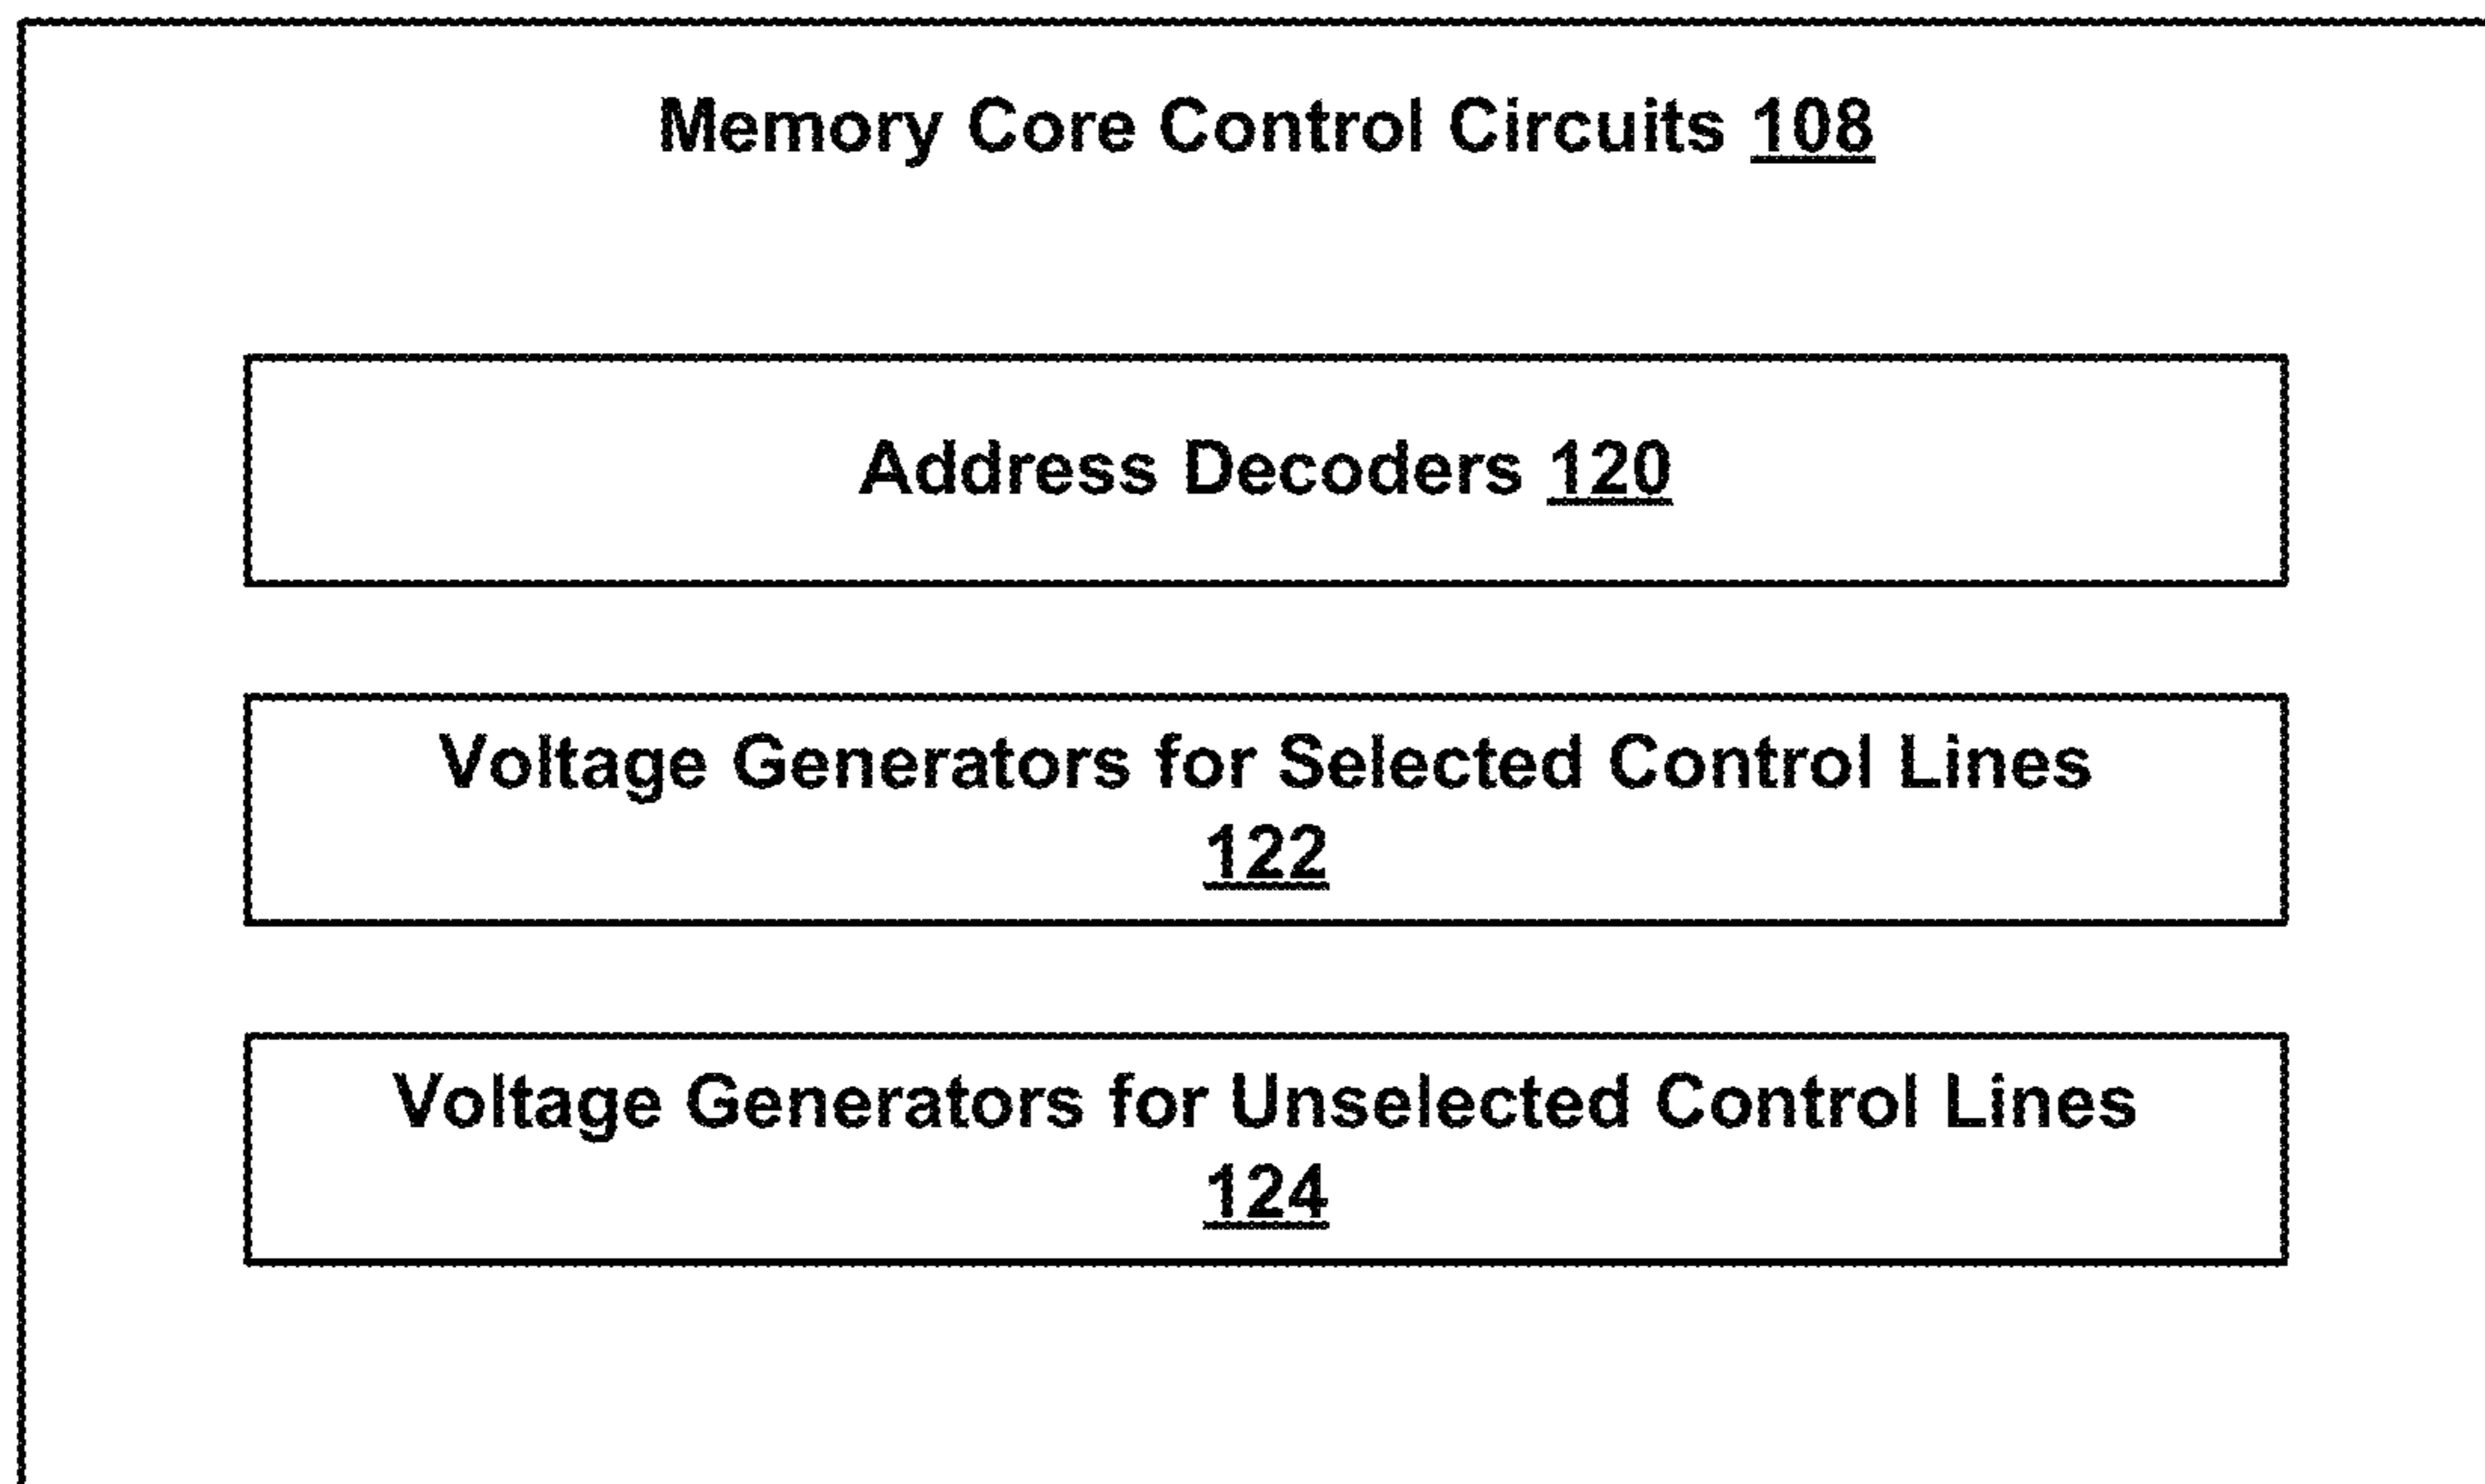 Memory Core Control Circuits 108
Address Decoders 120
Voltage Generators for Selected Control Lines
122
Voltage Generators for Unselected Control Lines
124